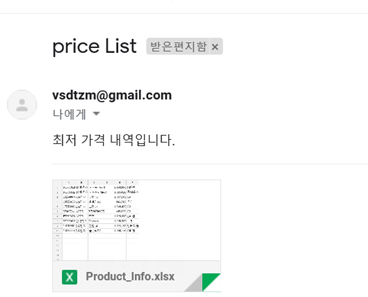 price List 받은편지함 ×
vsdtzm@gmail.com
나에게
최저 가격 내역입니다.
X Product_Info.xlsx